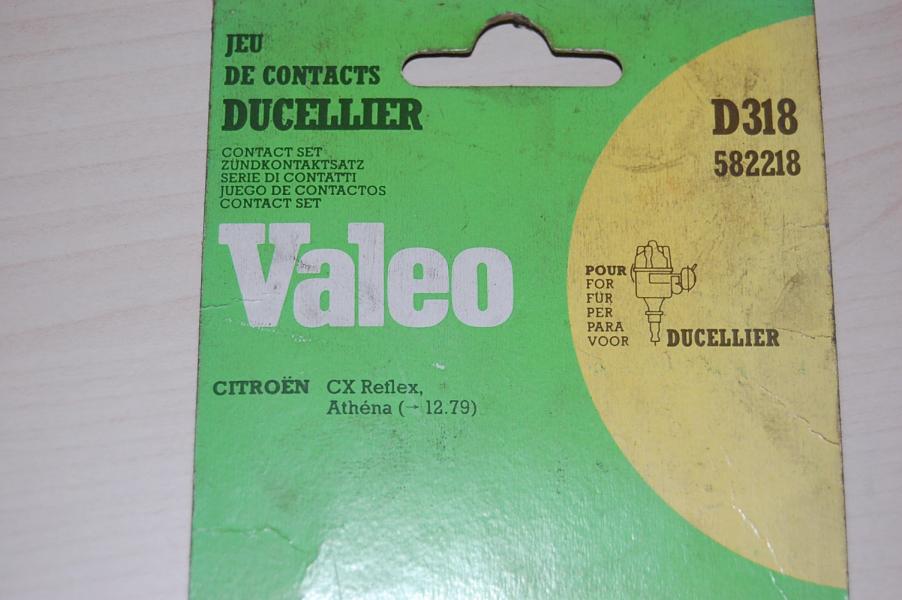 JEU
DE CONTACTS
DUCELLIER
CONTACT SET
ZÜNDKONTAKTSATZ
SERIE DI CONTATTI
JUEGO DE CONTACTOS
CONTACT SET
Valeo
D318
582218
POUR
FOR
FÜR
PER
PARA
VOOR
DUCELLIER
CITROËN CX Reflex,
Athéna (→ 12.79)